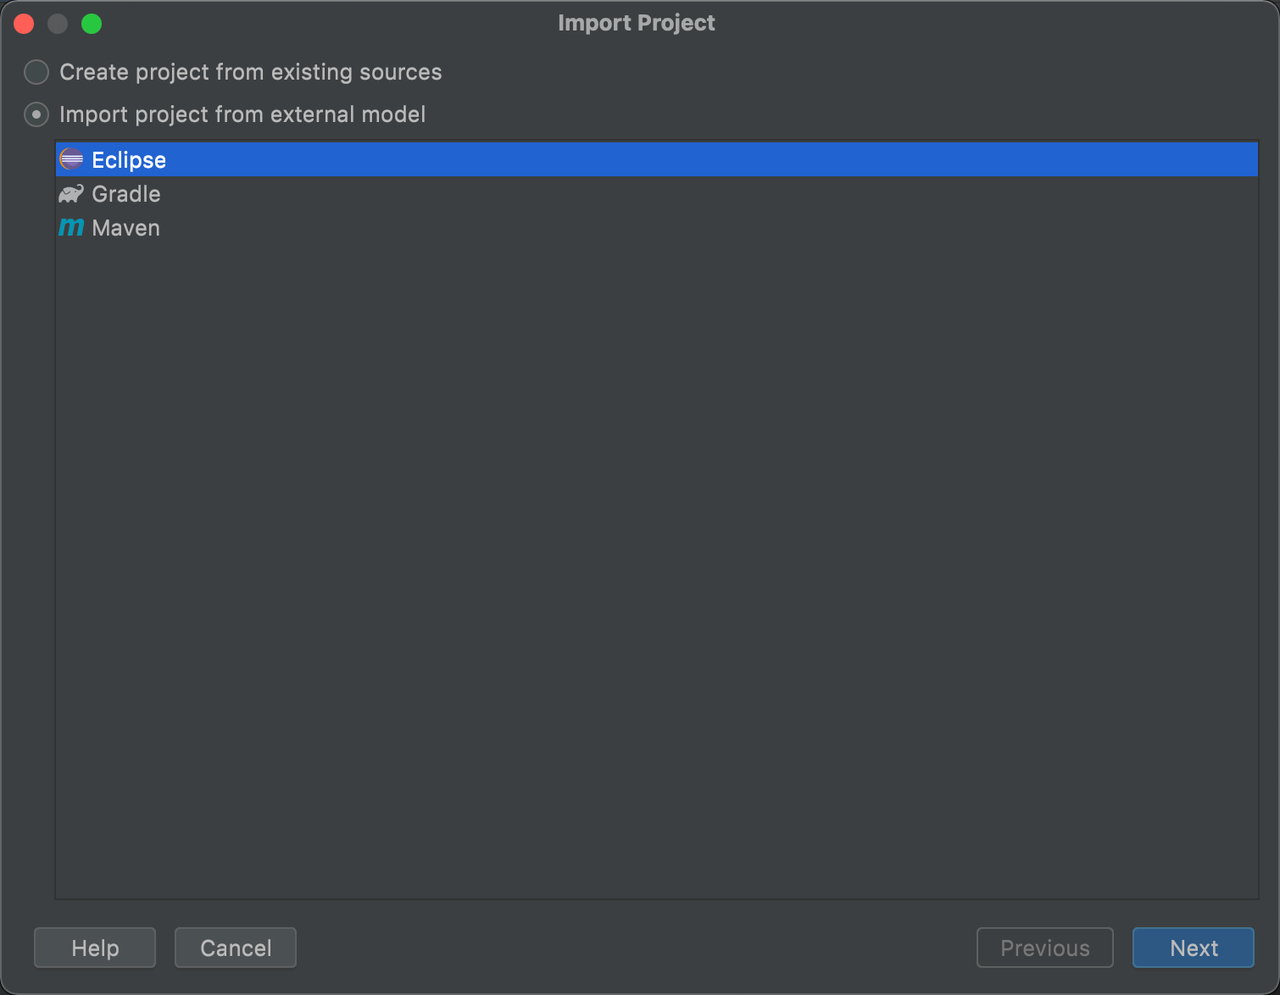 Import Project
Create project from existing sources
Import project from external model
Eclipse
Gradle
m Maven
Help Cancel Previous Next